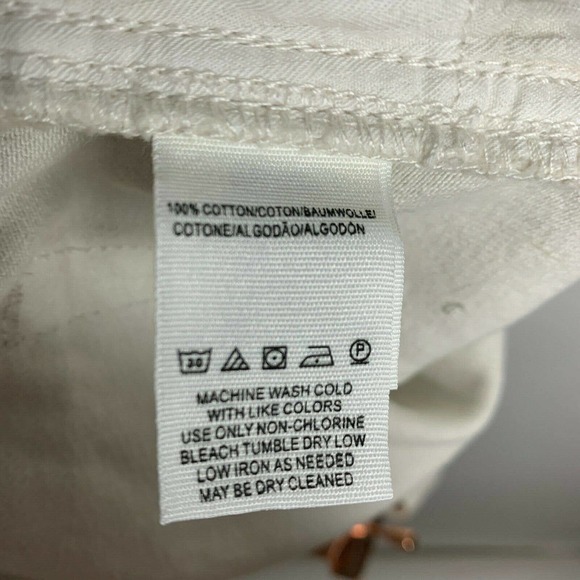 100% COTTON/COTON/BAUMWOLLE/
COTONE/ALGODÃO/ALGODÓN
30 P
MACHINE WASH COLD
WITH LIKE COLORS
USE ONLY NON-CHLORINE
BLEACH TUMBLE DRY LOW
LOW IRON AS NEEDED
MAY BE DRY CLEANED